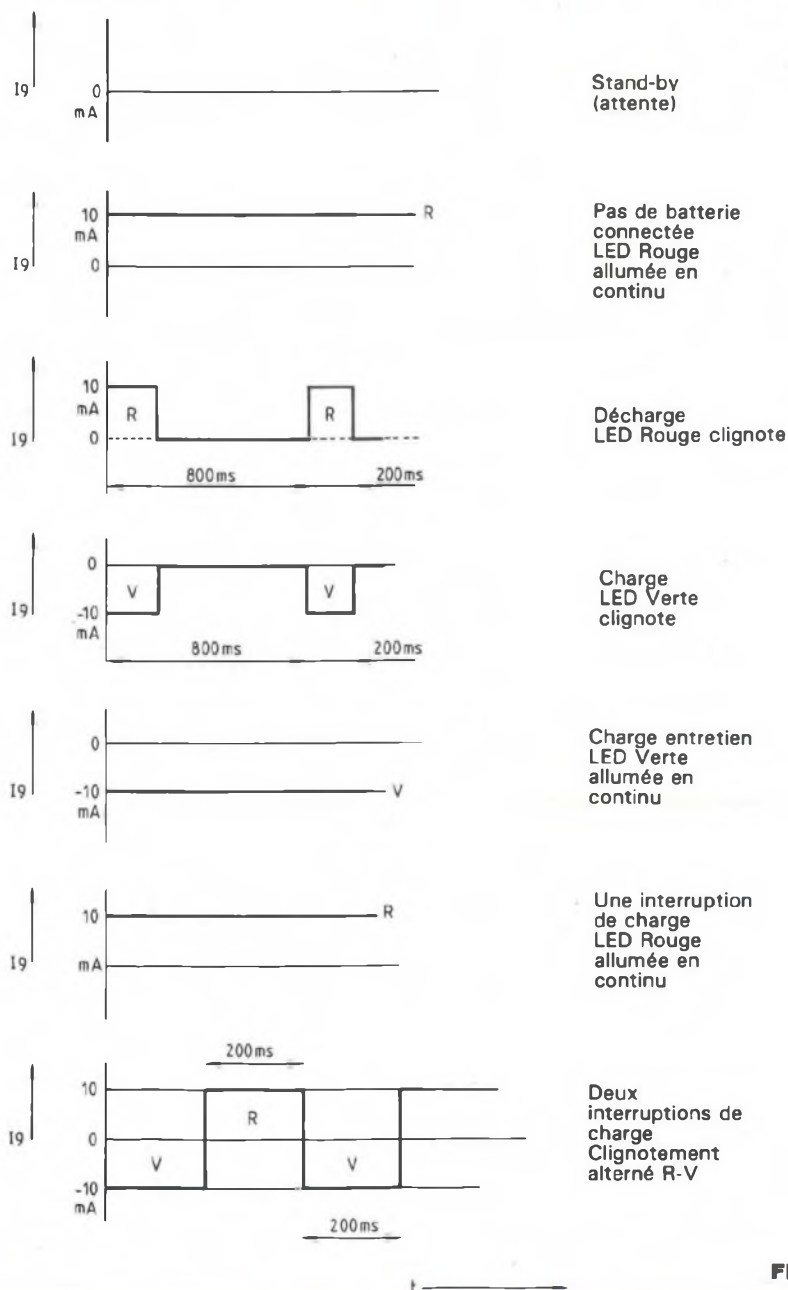 I9
0
mA
Stand-by
(attente)
I9
10
mA
0
R
Pas de batterie
connectée
LED Rouge
allumée en
continu
I9
10
mA
0
R
R
800ms
200ms
Décharge
LED Rouge clignote
I9
0
-10
mA
V
V
800ms
200ms
Charge
LED Verte
clignote
I9
0
-10
mA
V
Charge entretien
LED Verte
allumée en
continu
I9
10
mA
R
Une interruption
de charge
LED Rouge
allumée en
continu
200ms
I9
10
0
-10
mA
V
R
V
200ms
Deux
interruptions de
charge
Clignotement
alterné R-V
t